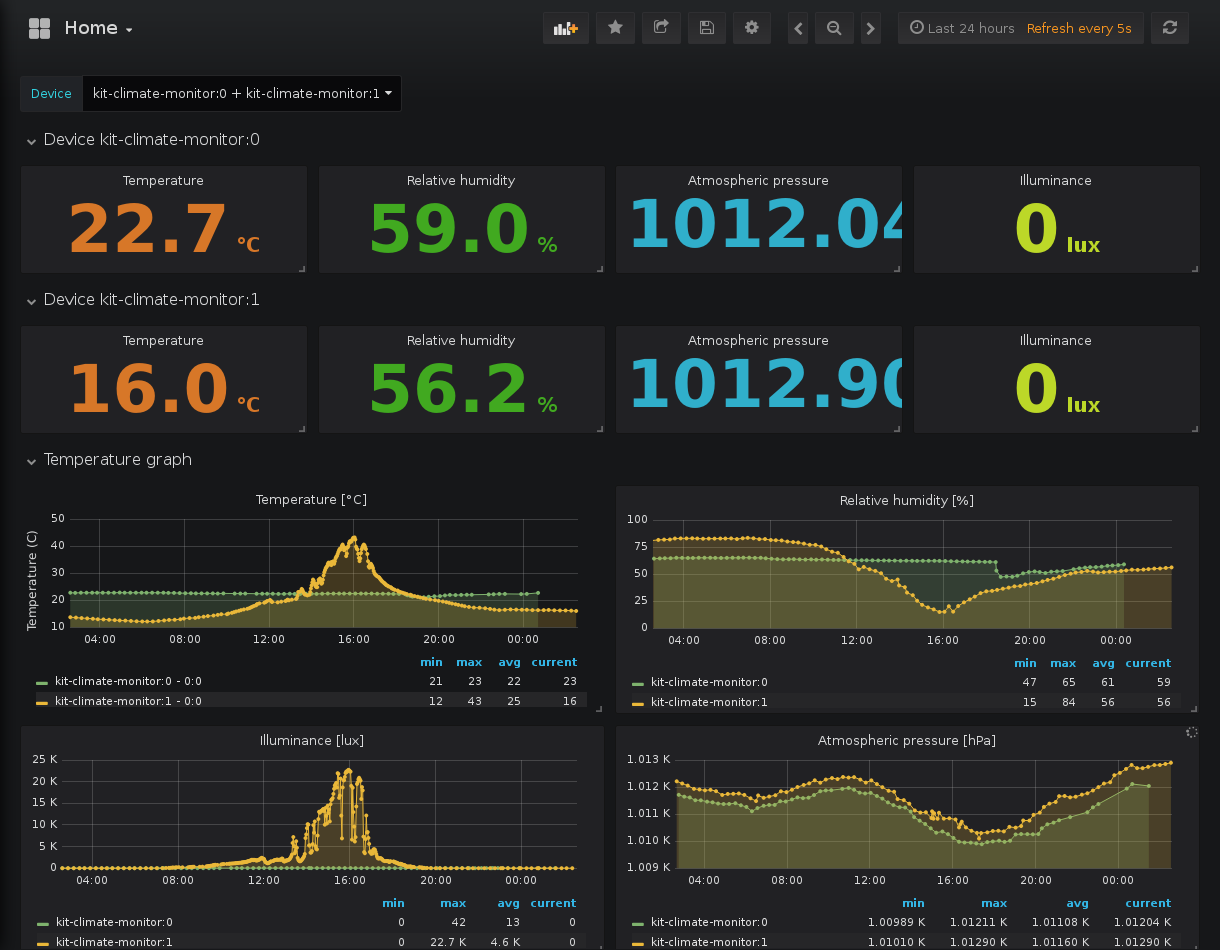 Home
Last 24 hours Refresh every 5s
Device kit-climate-monitor:0 + kit-climate-monitor:1
Device kit-climate-monitor:0
Temperature Relative humidity Atmospheric pressure Illuminance
22.7 °C 59.0 % 1012.04 0 lux
Device kit-climate-monitor:1
Temperature Relative humidity Atmospheric pressure Illuminance
16.0 °C 56.2 % 1012.90 0 lux
Temperature graph
Temperature [°C]
Temperature (C)
50
40
30
20
10
04:00 08:00 12:00 16:00 20:00 00:00
min max avg current
kit-climate-monitor:0 - 0:0 21 23 22 23
kit-climate-monitor:1 - 0:0 12 43 25 16
Relative humidity [%]
100
75
50
25
0
04:00 08:00 12:00 16:00 20:00 00:00
min max avg current
kit-climate-monitor:0 47 65 61 59
kit-climate-monitor:1 15 84 56 56
Illuminance [lux]
25 K
20 K
15 K
10 K
5 K
0
04:00 08:00 12:00 16:00 20:00 00:00
min max avg current
kit-climate-monitor:0 0 42 13 0
kit-climate-monitor:1 0 22.7 K 4.6 K 0
Atmospheric pressure [hPa]
1.013 K
1.012 K
1.011 K
1.010 K
1.009 K
04:00 08:00 12:00 16:00 20:00 00:00
min max avg current
kit-climate-monitor:0 1.00989 K 1.01211 K 1.01108 K 1.01204 K
kit-climate-monitor:1 1.01010 K 1.01290 K 1.01160 K 1.01290 K